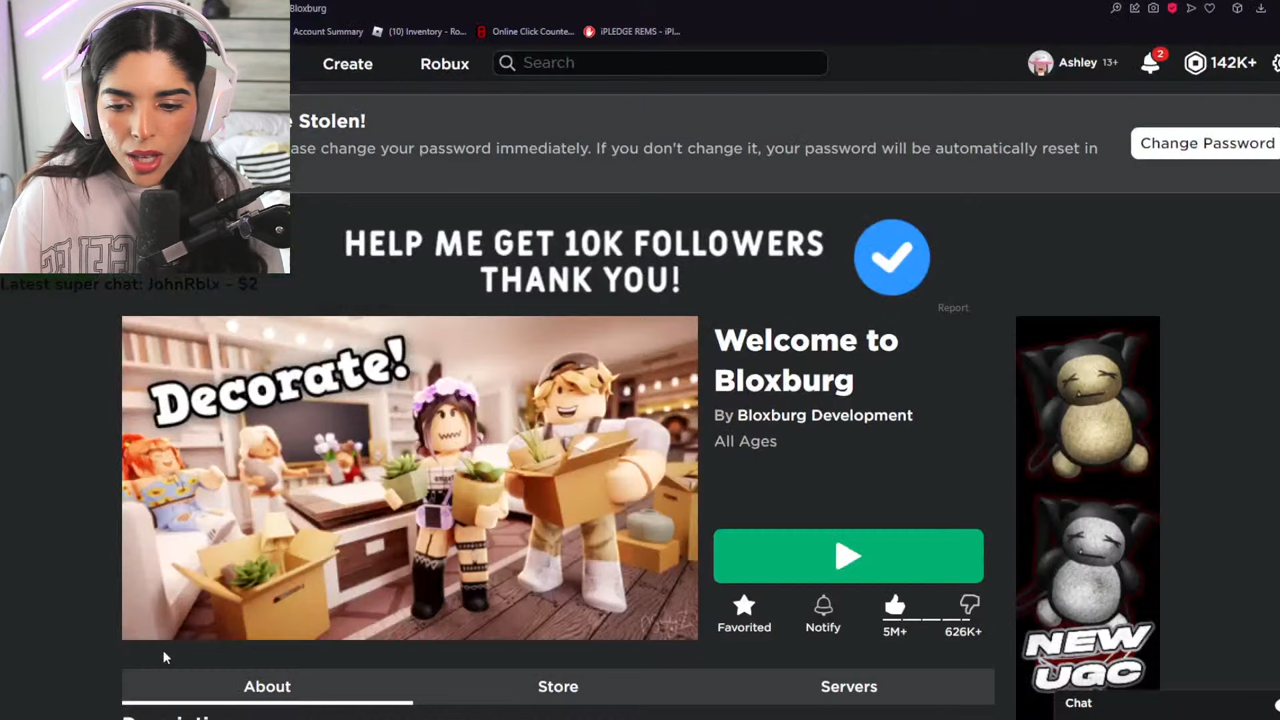 Bloxburg
Account Summary
(10) Inventory - Ro...
Online Click Counte...
iPLEDGE REMS - iPl...
Create
Robux
Search
Ashley 13+
2
142K+
e Stolen!
ase change your password immediately. If you don't change it, your password will be automatically reset in
Change Password
HELP ME GET 10K FOLLOWERS
THANK YOU!
Report
Latest super chat: JohnRblx - $2
Decorate!
Welcome to
Bloxburg
By Bloxburg Development
All Ages
Favorited
Notify
5M+
626K+
NEW
UGC
About
Store
Servers
Chat